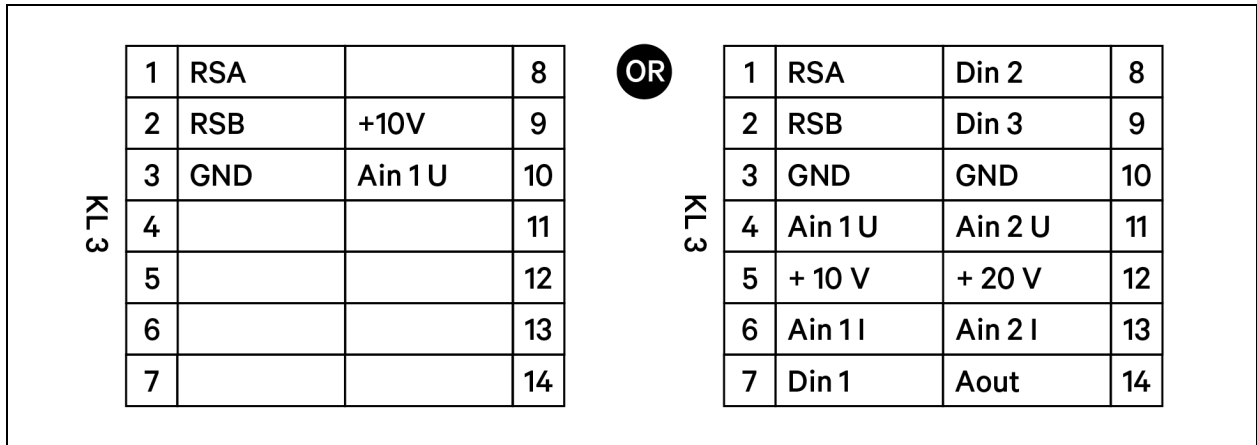 KL 3
1 RSA 8
2 RSB +10V 9
3 GND Ain 1 U 10
4 11
5 12
6 13
7 14
OR
KL 3
1 RSA Din 2 8
2 RSB Din 3 9
3 GND GND 10
4 Ain 1 U Ain 2 U 11
5 + 10 V + 20 V 12
6 Ain 1 I Ain 2 I 13
7 Din 1 Aout 14